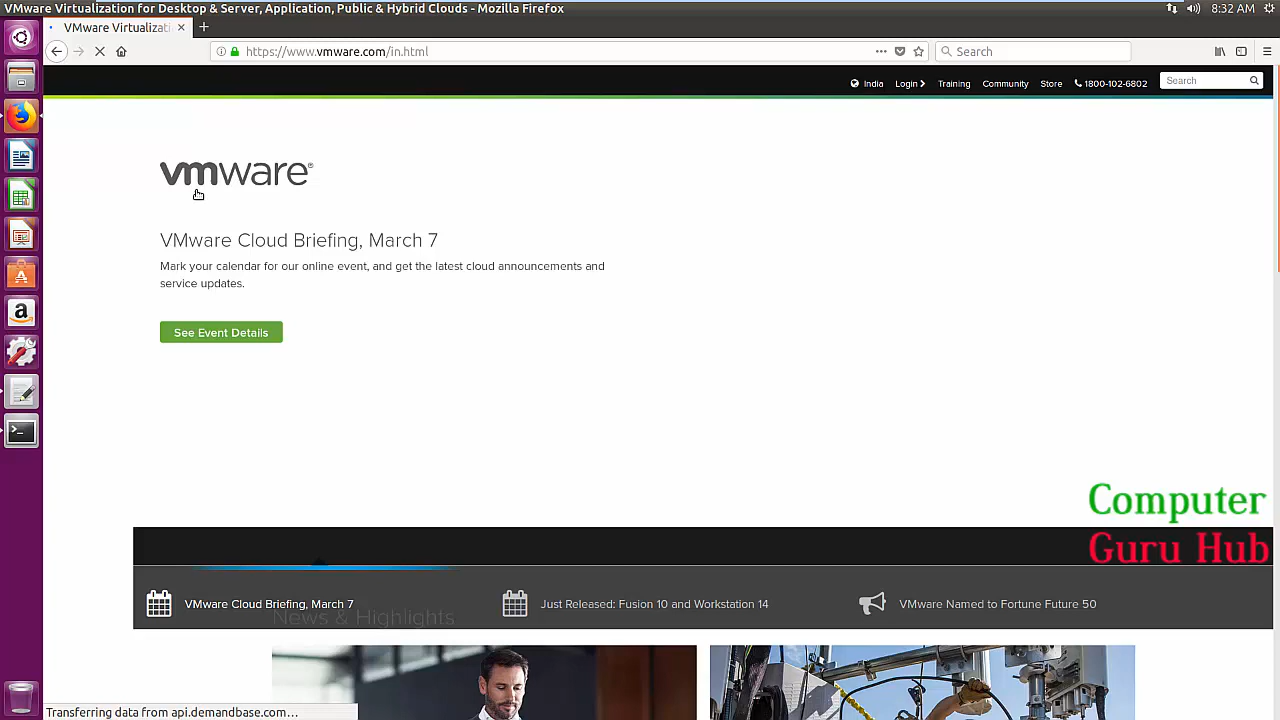 VMware Virtualization for Desktop & Server, Application, Public & Hybrid Clouds - Mozilla Firefox
8:32 AM
VMware Virtualizati
https://www.vmware.com/in.html
Search
India
Login
Training
Community
Store
1800-102-6802
Search
vmware®
VMware Cloud Briefing, March 7
Mark your calendar for our online event, and get the latest cloud announcements and
service updates.
See Event Details
Computer
Guru Hub
VMware Cloud Briefing, March 7
Just Released: Fusion 10 and Workstation 14
VMware Named to Fortune Future 50
News & Highlights
Transferring data from api.demandbase.com...